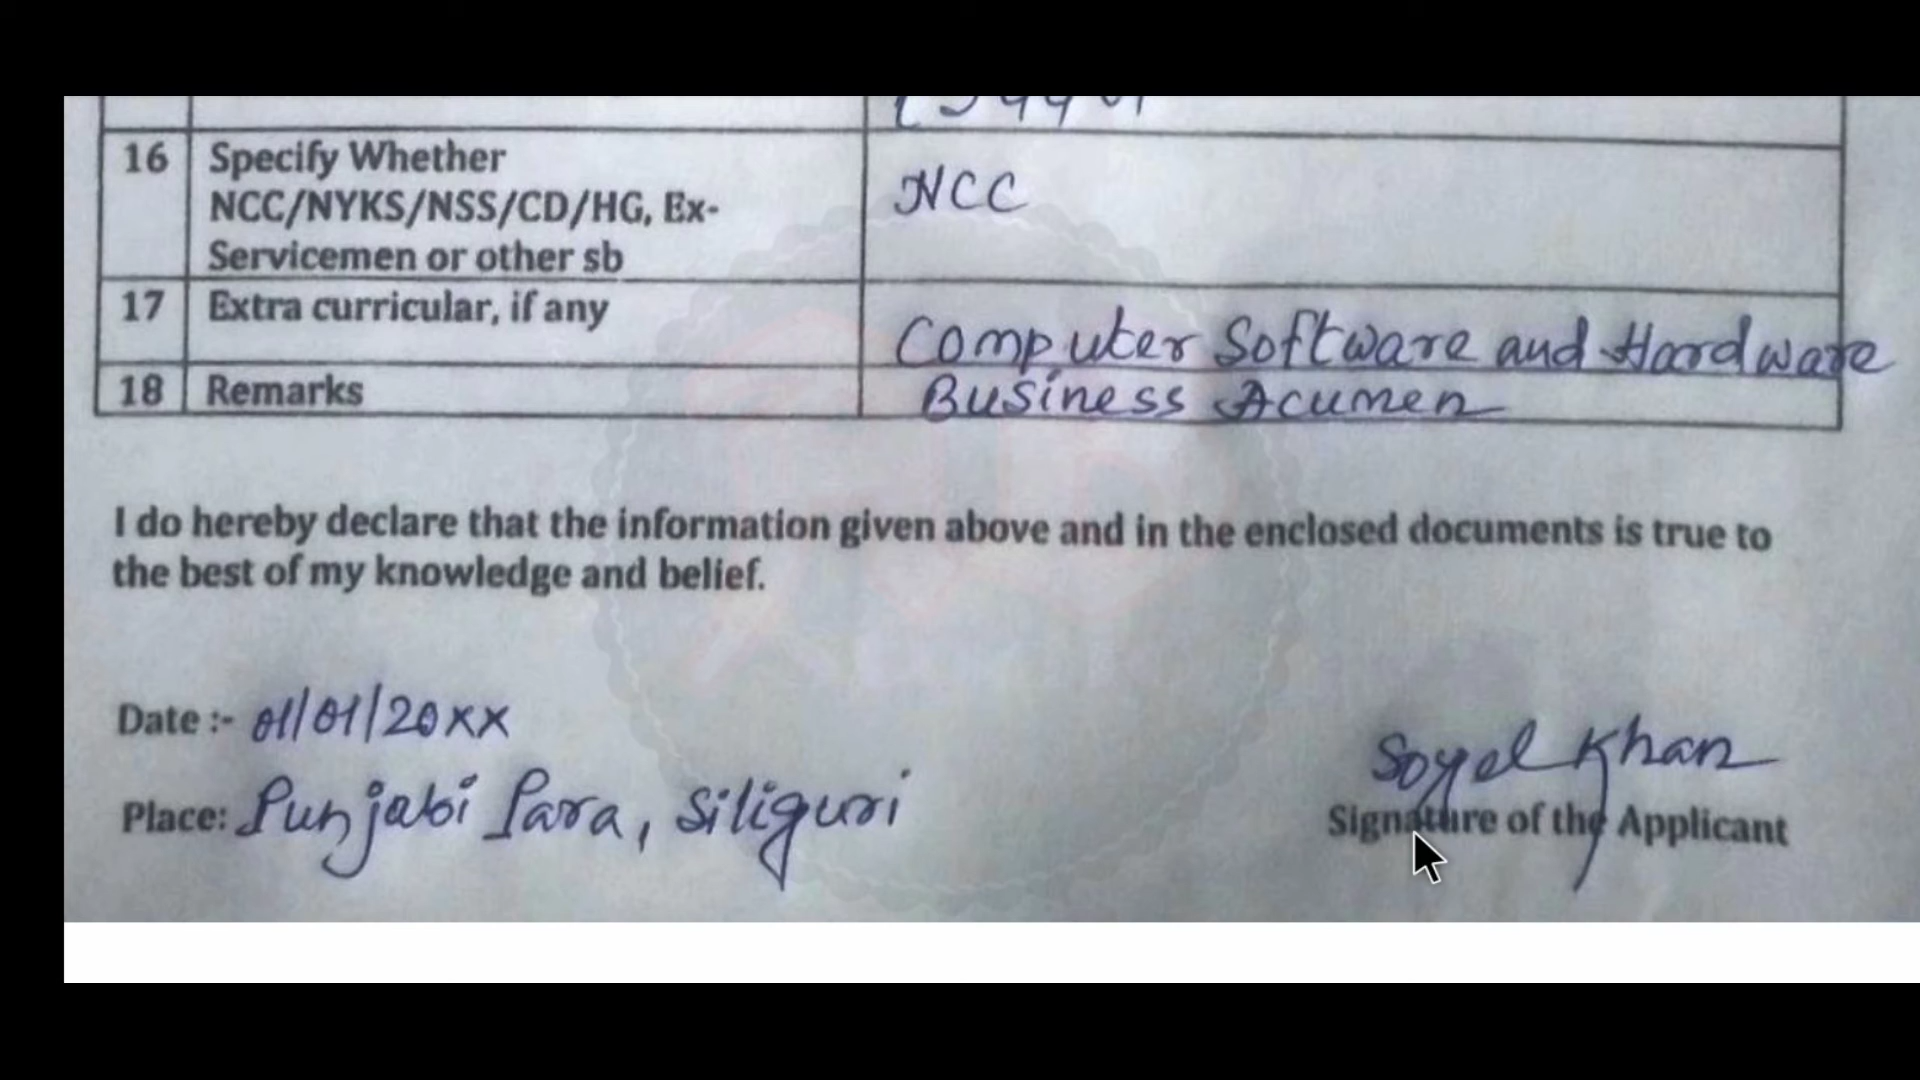 16 Specify Whether NCC
NCC/NYKS/NSS/CD/HG, Ex-
Servicemen or other sb
17 Extra curricular, if any Computer Software and Hardware
18 Remarks Business Acumen
I do hereby declare that the information given above and in the enclosed documents is true to
the best of my knowledge and belief.
Date :- 01/01/20XX
Place: Punjabi Para, Siliguri
Soyel Khan
Signature of the Applicant